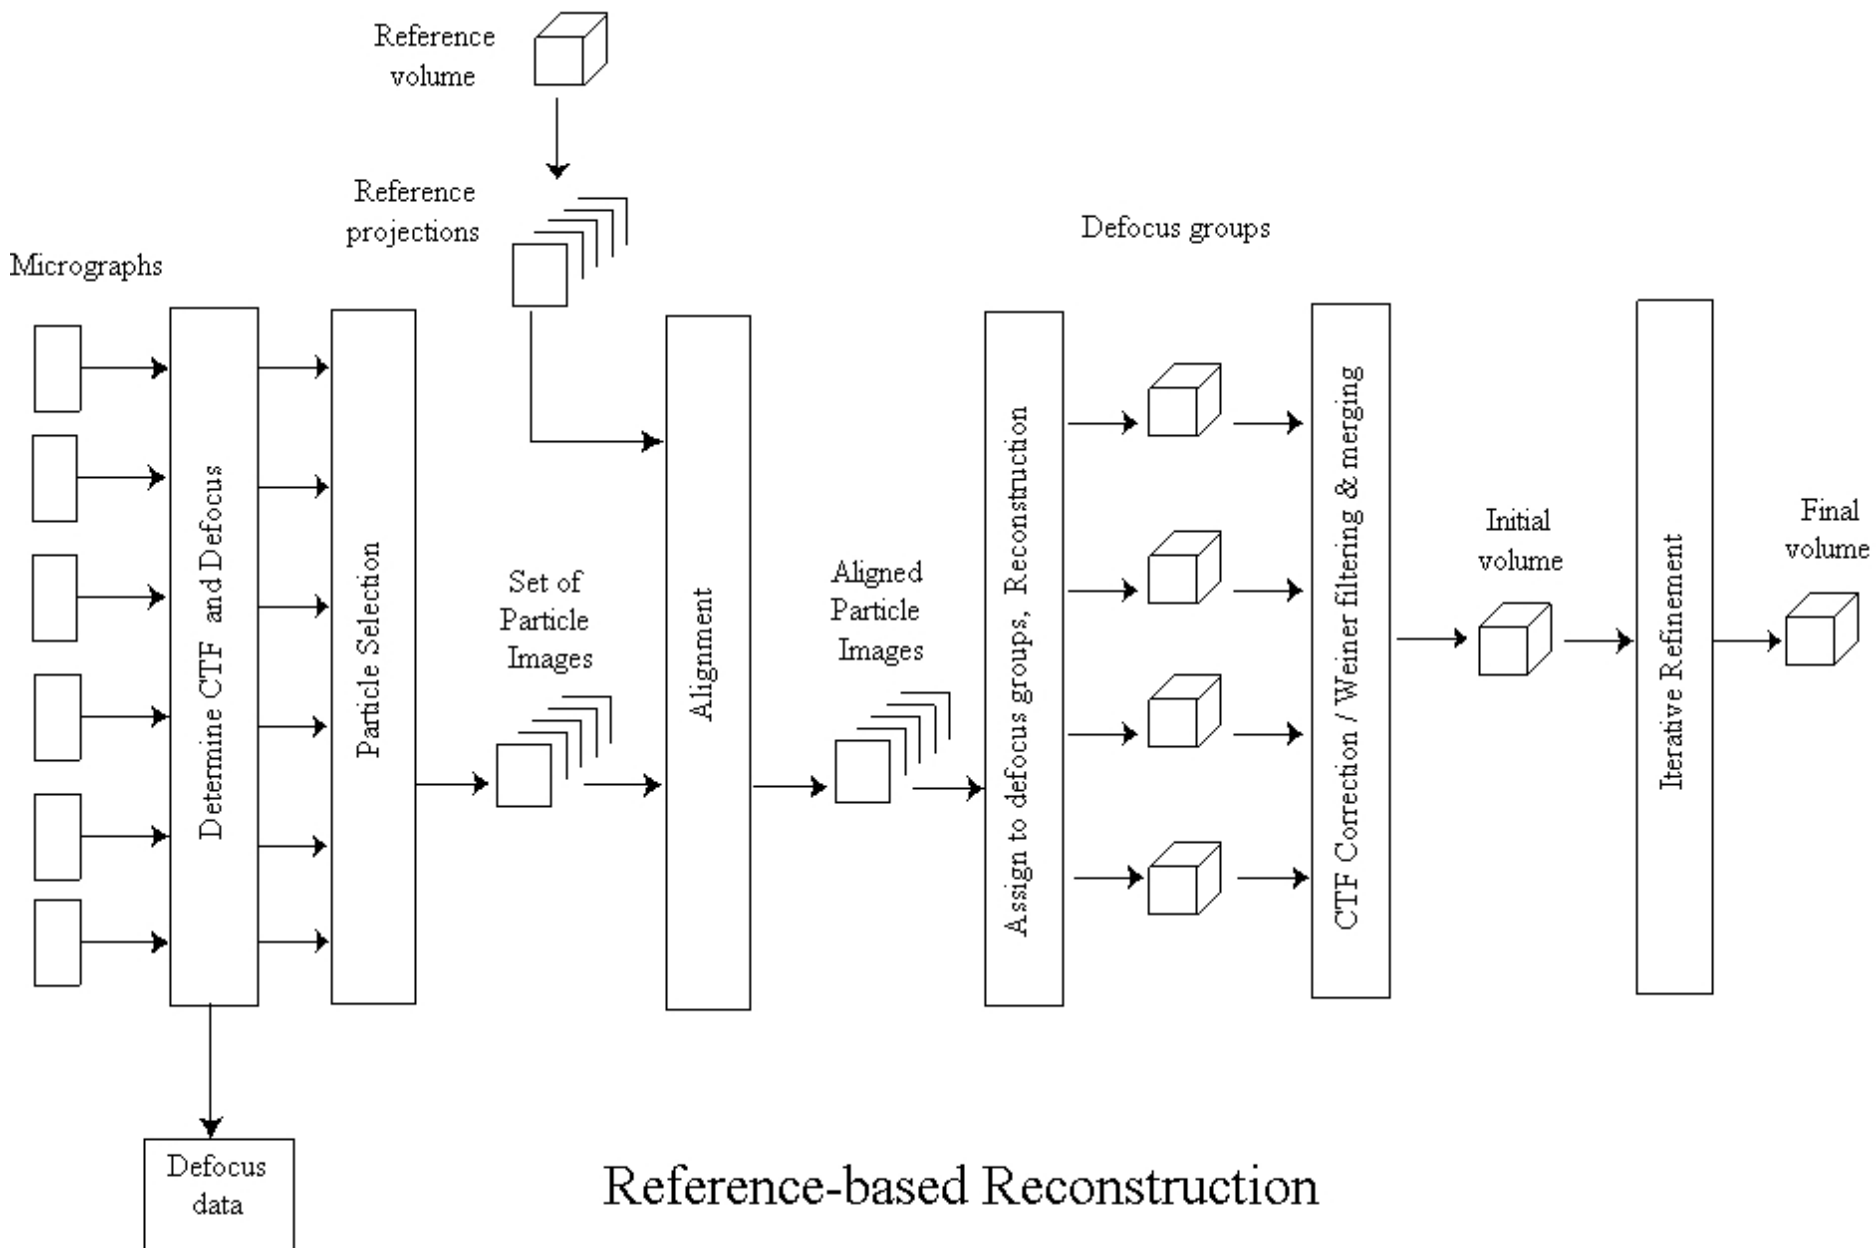 Reference
volume
Reference
projections
Defocus groups
Micrographs
Determine CTF and Defocus
Particle Selection
Set of
Particle
Images
Alignment
Aligned
Particle
Images
Assign to defocus groups, Reconstruction
CTF Correction / Weiner filtering & merging
Initial
volume
Iterative Refinement
Final
volume
Defocus
data
Reference-based Reconstruction